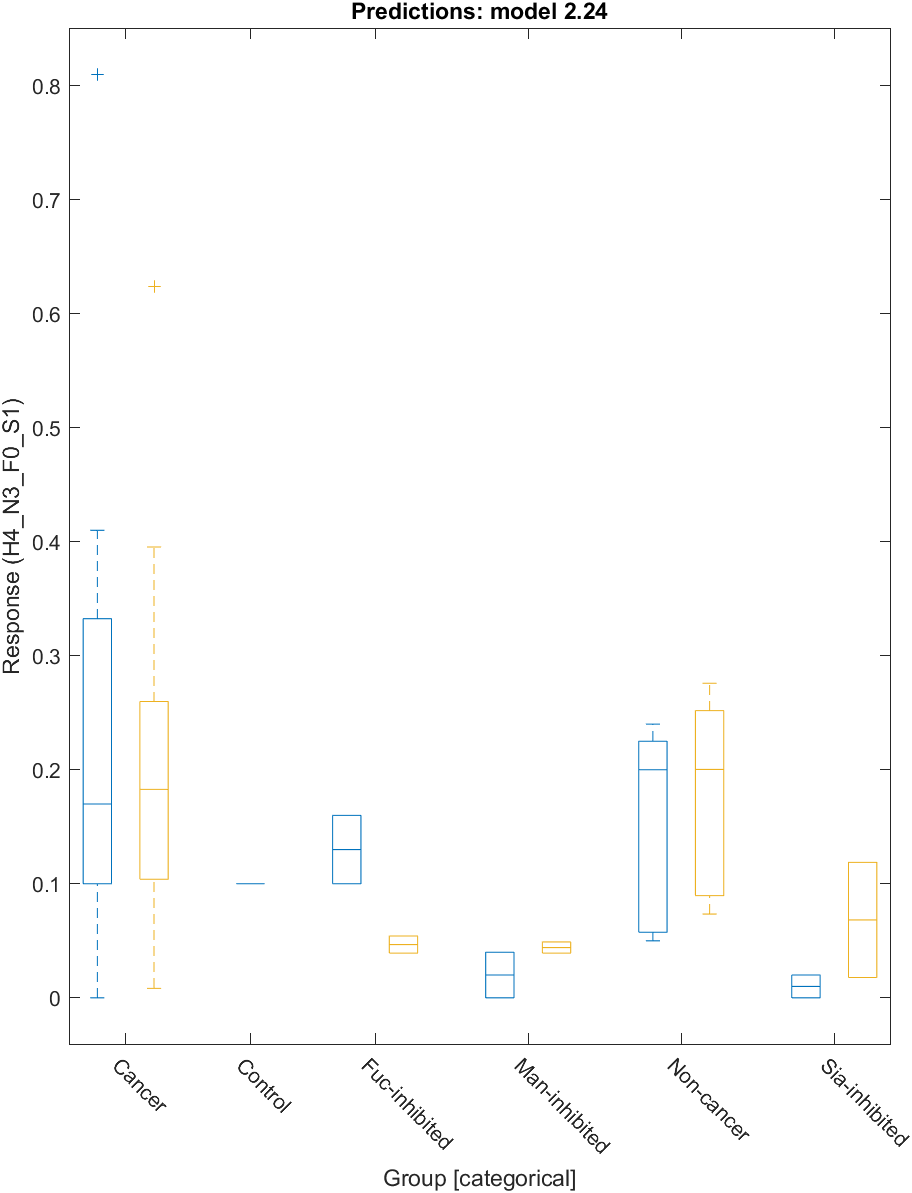 Predictions: model 2.24
0.8
0.7
0.6
0.5
0.4
0.3
0.2
0.1
0
Response (H4_N3_F0_S1)
Cancer
Control
Fuc-inhibited
Man-inhibited
Non-cancer
Sia-inhibited
Group [categorical]